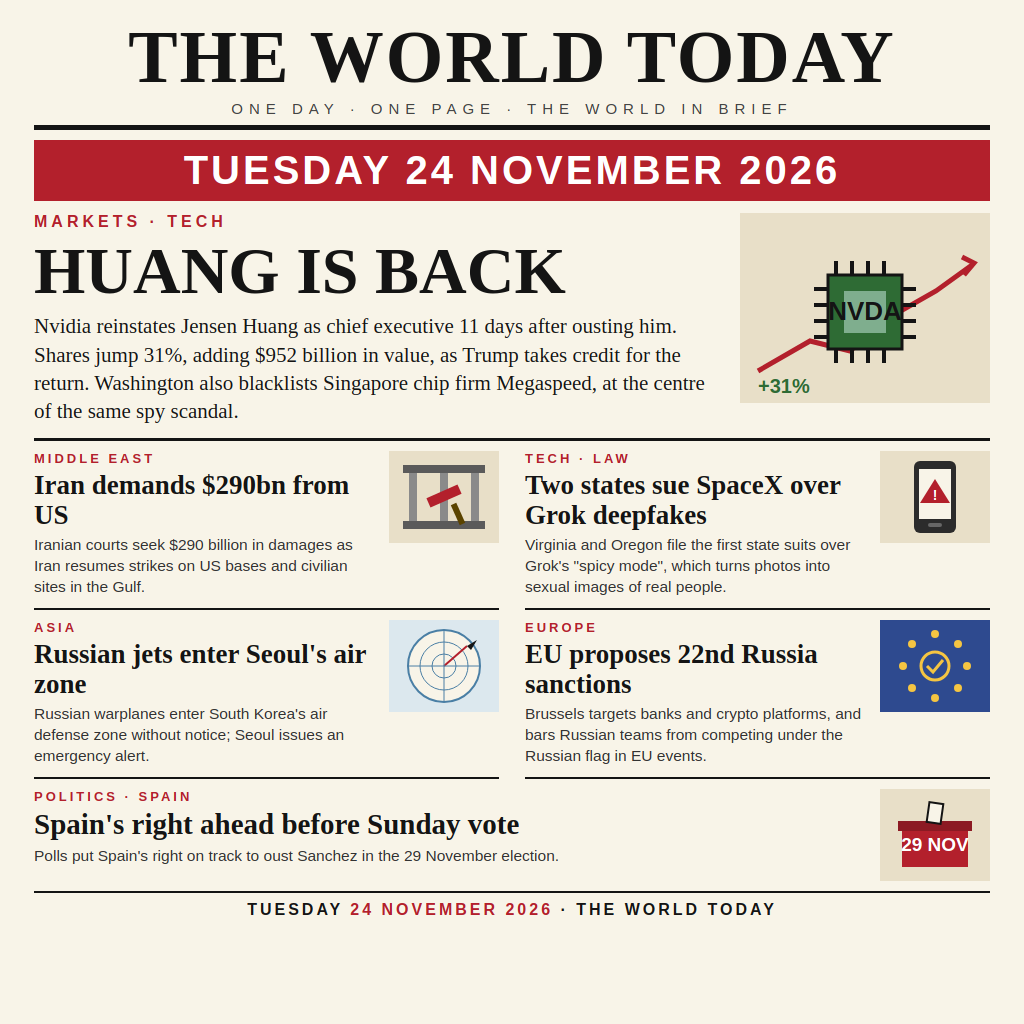 THE WORLD TODAY
ONE DAY · ONE PAGE · THE WORLD IN BRIEF
TUESDAY 24 NOVEMBER 2026
MARKETS · TECH
HUANG IS BACK
Nvidia reinstates Jensen Huang as chief executive 11 days after ousting him.
Shares jump 31%, adding $952 billion in value, as Trump takes credit for the
return. Washington also blacklists Singapore chip firm Megaspeed, at the centre
of the same spy scandal.
NVDA
+31%
MIDDLE EAST
Iran demands $290bn from
US
Iranian courts seek $290 billion in damages as
Iran resumes strikes on US bases and civilian
sites in the Gulf.
TECH · LAW
Two states sue SpaceX over
Grok deepfakes
Virginia and Oregon file the first state suits over
Grok's "spicy mode", which turns photos into
sexual images of real people.
!
ASIA
Russian jets enter Seoul's air
zone
Russian warplanes enter South Korea's air
defense zone without notice; Seoul issues an
emergency alert.
EUROPE
EU proposes 22nd Russia
sanctions
Brussels targets banks and crypto platforms, and
bars Russian teams from competing under the
Russian flag in EU events.
POLITICS · SPAIN
Spain's right ahead before Sunday vote
Polls put Spain's right on track to oust Sanchez in the 29 November election.
29 NOV
TUESDAY 24 NOVEMBER 2026 · THE WORLD TODAY